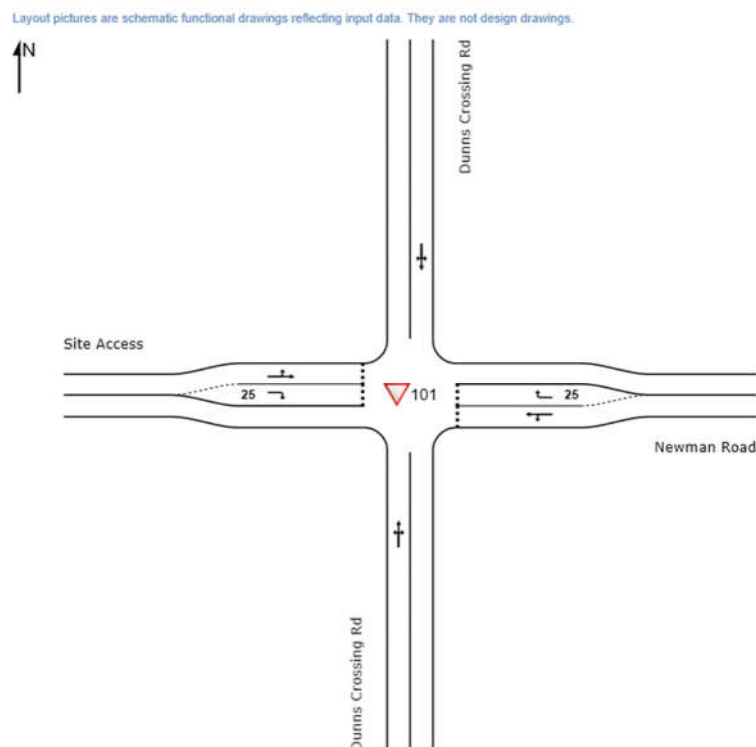 Layout pictures are schematic functional drawings reflecting input data. They are not design drawings.
N
Dunns Crossing Rd
Site Access
25
101
25
Newman Road
Dunns Crossing Rd